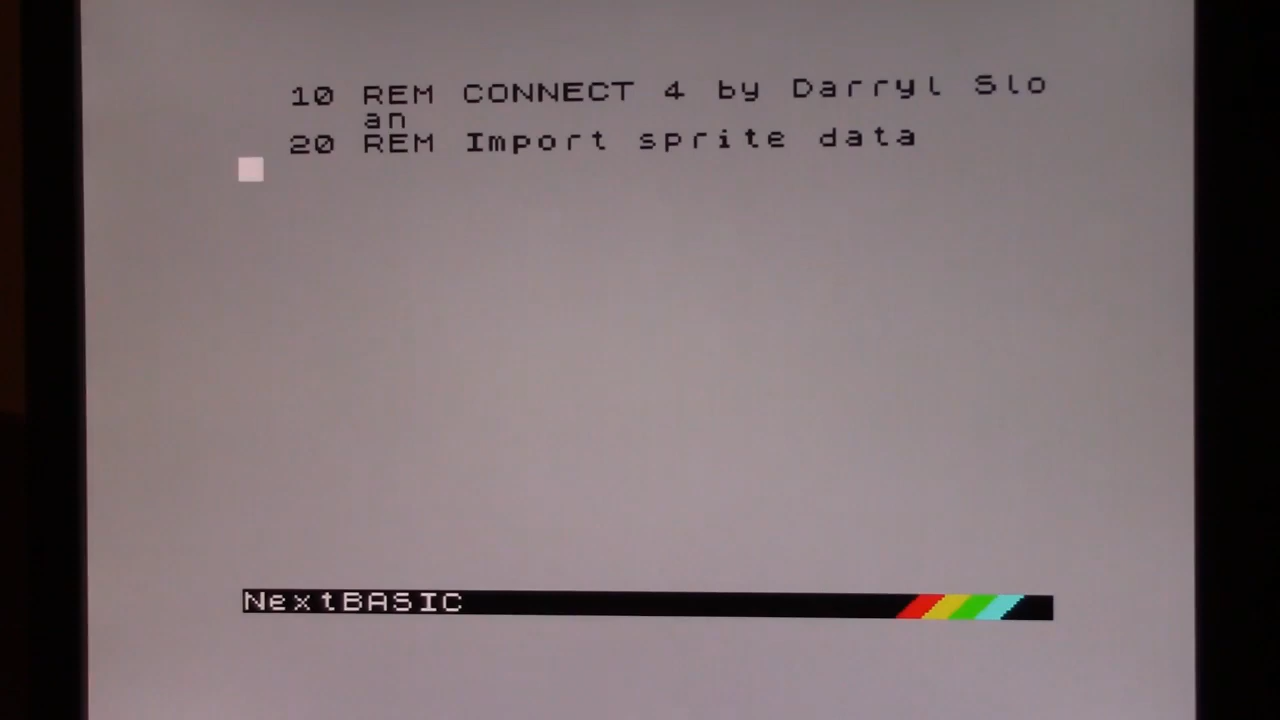 10 REM CONNECT 4 by Darryl Slo
an
20 REM Import sprite data
NextBASIC